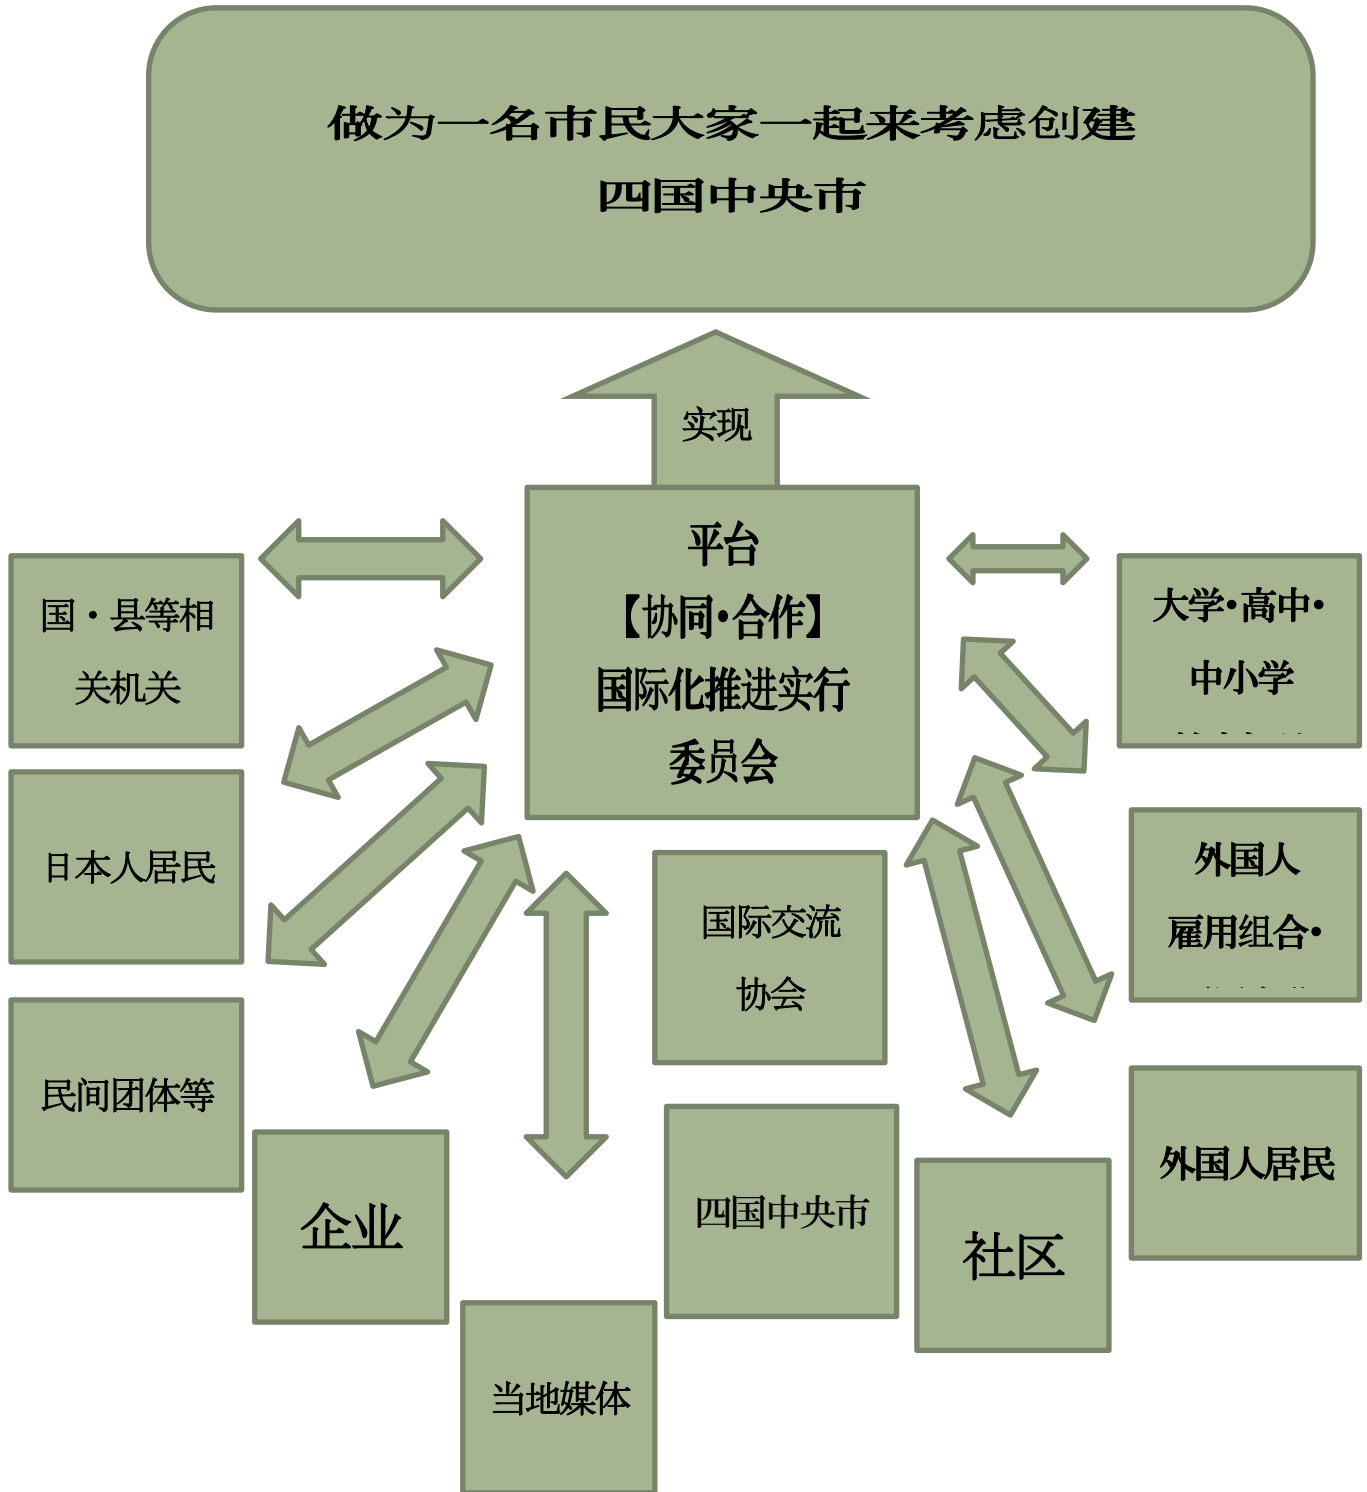 做为一名市民大家一起来考虑创建
四国中央市
实现
平台
【协同・合作】
国际化推进实行
委员会
国・县等相
关机关
日本人居民
民间团体等
企业
当地媒体
国际交流
协会
四国中央市
社区
大学・高中・
中小学
外国人
雇用组合・
外国人居民